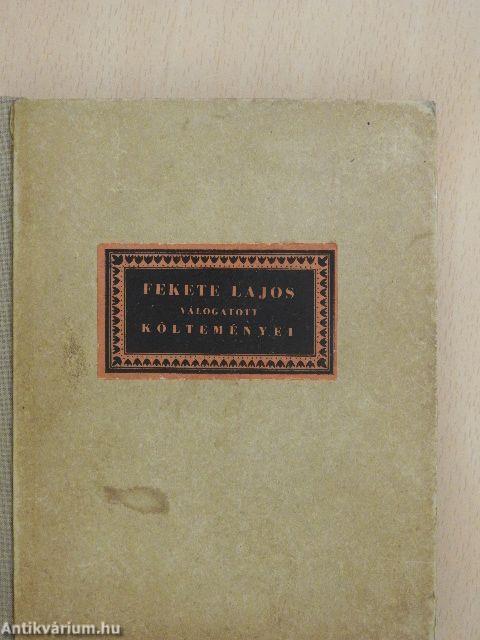 FEKETE LAJOS
VÁLOGATOTT
KÖLTEMÉNYEI
Antikvárium.hu